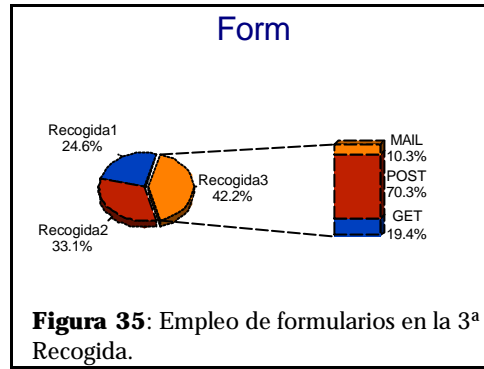 Form
Recogida1
24.6%
Recogida2
33.1%
Recogida3
42.2%
MAIL
10.3%
POST
70.3%
GET
19.4%
Figura 35: Empleo de formularios en la 3ª
Recogida.